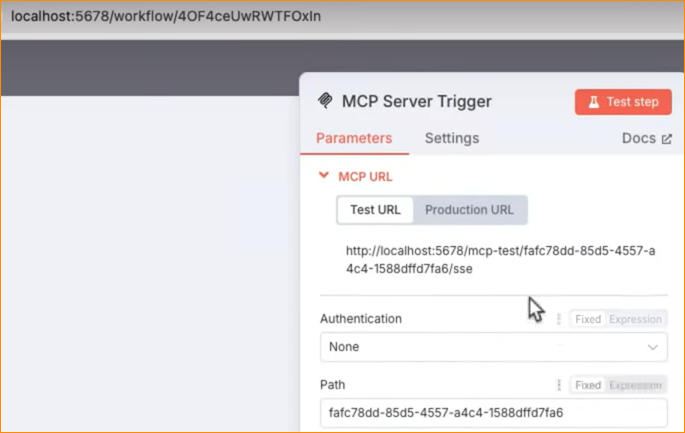 localhost:5678/workflow/4OF4ceUwRWTFOxIn
MCP Server Trigger
Test step
Parameters
Settings
Docs
MCP URL
Test URL
Production URL
http://localhost:5678/mcp-test/fafc78dd-85d5-4557-a
4c4-1588dffd7fa6/sse
Authentication
Fixed
Expression
None
Path
Fixed
Expression
fafc78dd-85d5-4557-a4c4-1588dffd7fa6